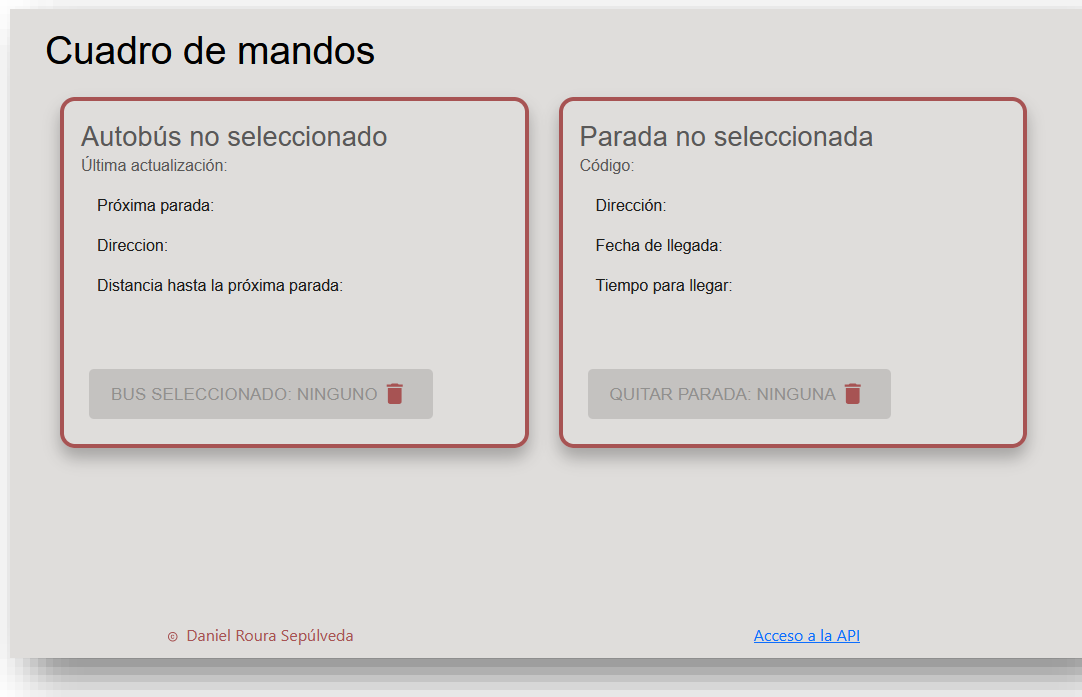 Cuadro de mandos
Autobús no seleccionado
Última actualización:
Próxima parada:
Direccion:
Distancia hasta la próxima parada:
BUS SELECCIONADO: NINGUNO
Parada no seleccionada
Código:
Dirección:
Fecha de llegada:
Tiempo para llegar:
QUITAR PARADA: NINGUNA
© Daniel Roura Sepúlveda
Acceso a la API